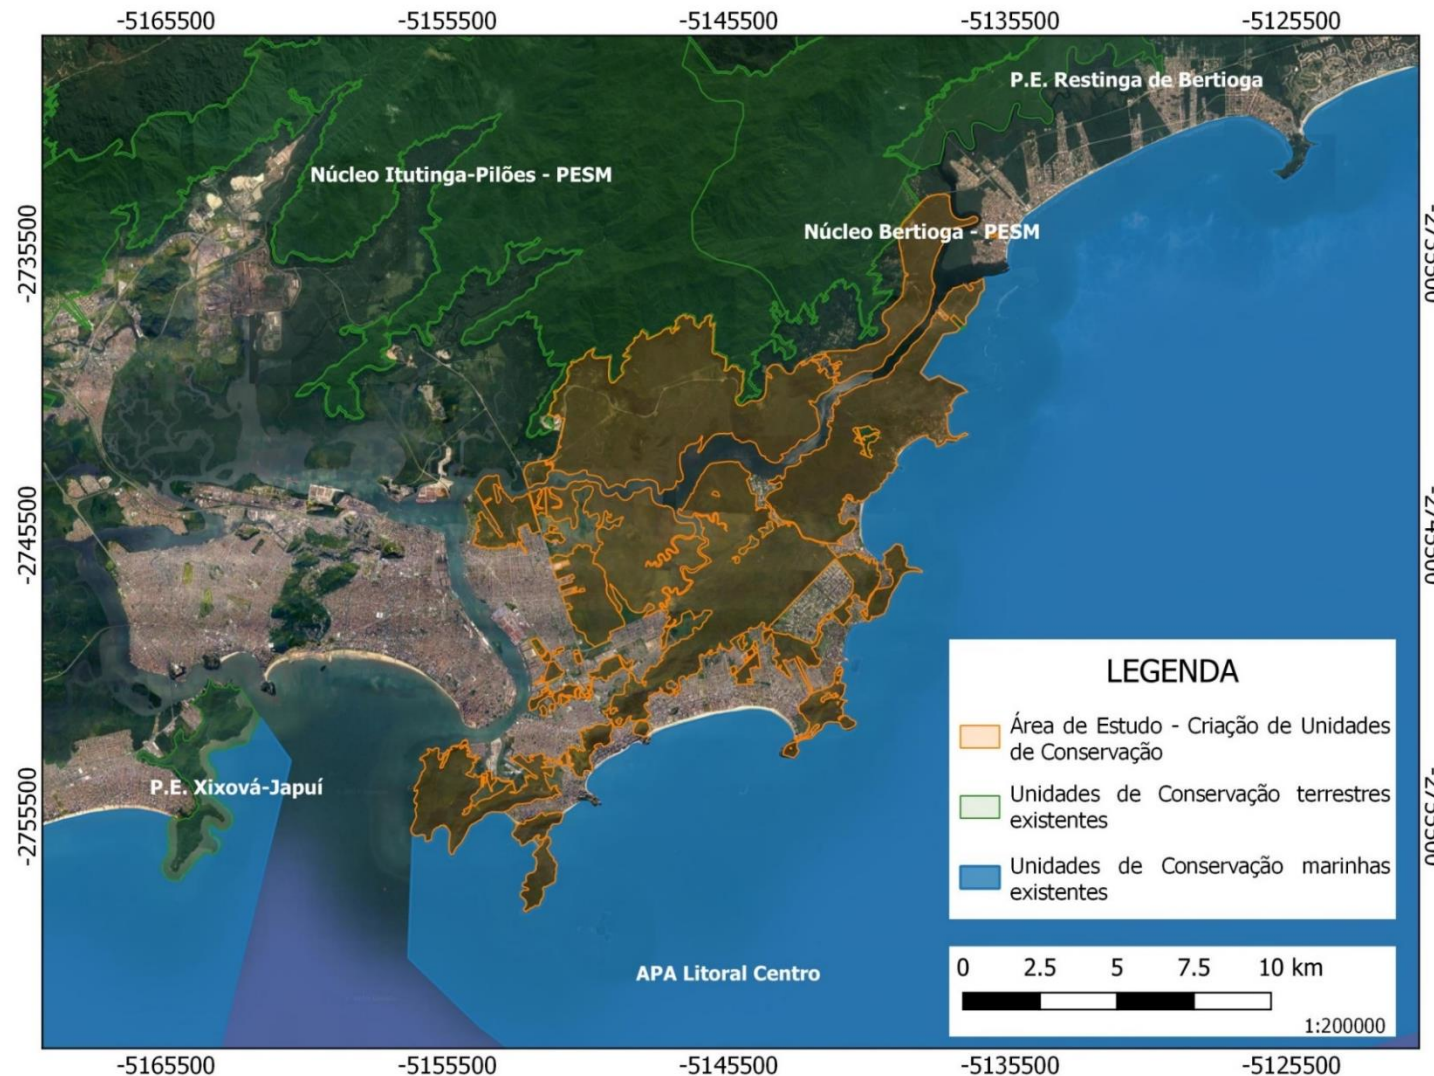 -5165500 -5155500 -5145500 -5135500 -5125500
P.E. Restinga de Bertioga
Núcleo Itutinga-Pilões - PESM
Núcleo Bertioga - PESM
-2735500
-2735500
-2745500
-2745500
LEGENDA
Área de Estudo - Criação de Unidades
de Conservação
P.E. Xixová-Japuí
Unidades de Conservação terrestres
existentes
-2755500
-2755500
Unidades de Conservação marinhas
existentes
APA Litoral Centro
0 2.5 5 7.5 10 km
1:200000
-5165500 -5155500 -5145500 -5135500 -5125500